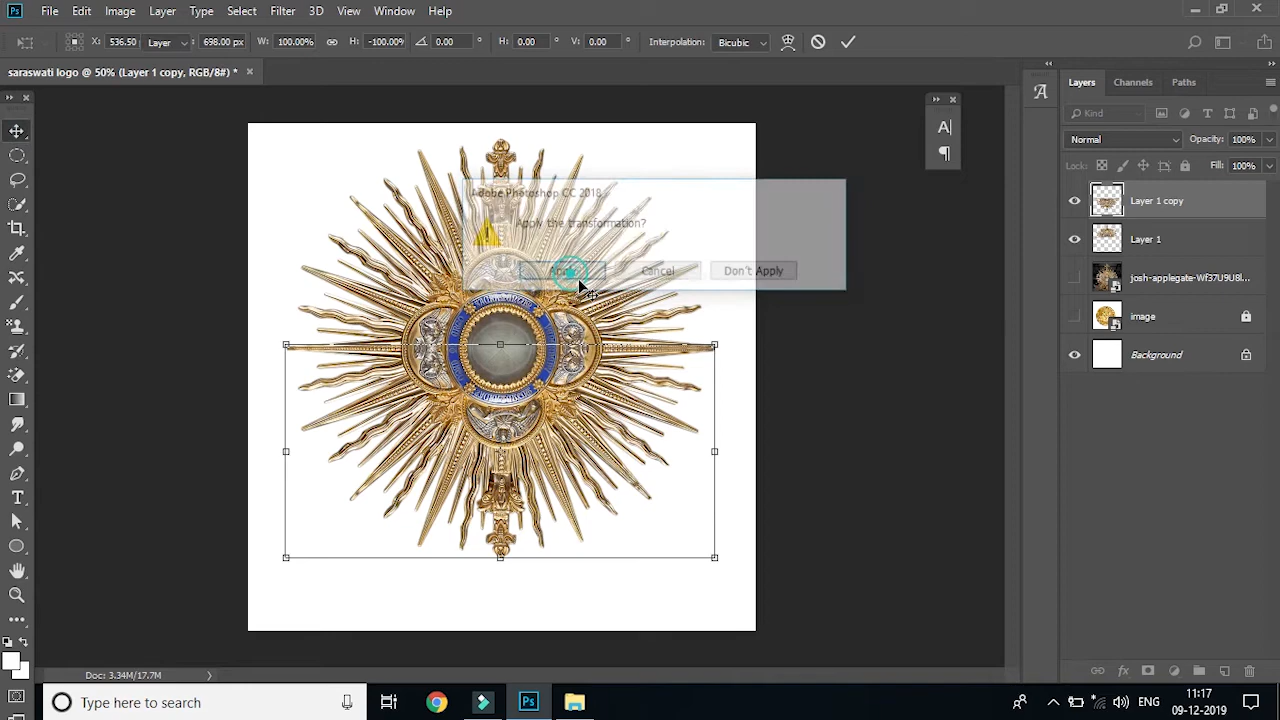 Ps File Edit Image Layer Type Select Filter 3D View Window Help
X: 536.50 Layer : 698.00 px W: 100.00% H: -100.00% 0.00 ° H: 0.00 ° V: 0.00 ° Interpolation: Bicubic
saraswati logo @ 50% (Layer 1 copy, RGB/8#) * ×
Layers Channels Paths
Kind
Normal Opacity: 100%
Lock: Fill: 100%
Layer 1 copy
Layer 1
josh-applegate-Wf37U9U8l...
image
Background
Adobe Photoshop CC 2018
Apply the transformation?
Cancel Don't Apply
Doc: 3.34M/17.7M
Type here to search
Ps
ENG
11:17
09-12-2019